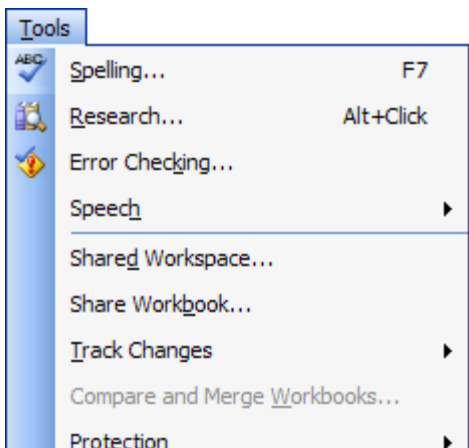 Tools
ABC
Spelling... F7
Research... Alt+Click
Error Checking...
Speech
Shared Workspace...
Share Workbook...
Track Changes
Compare and Merge Workbooks...
Protection